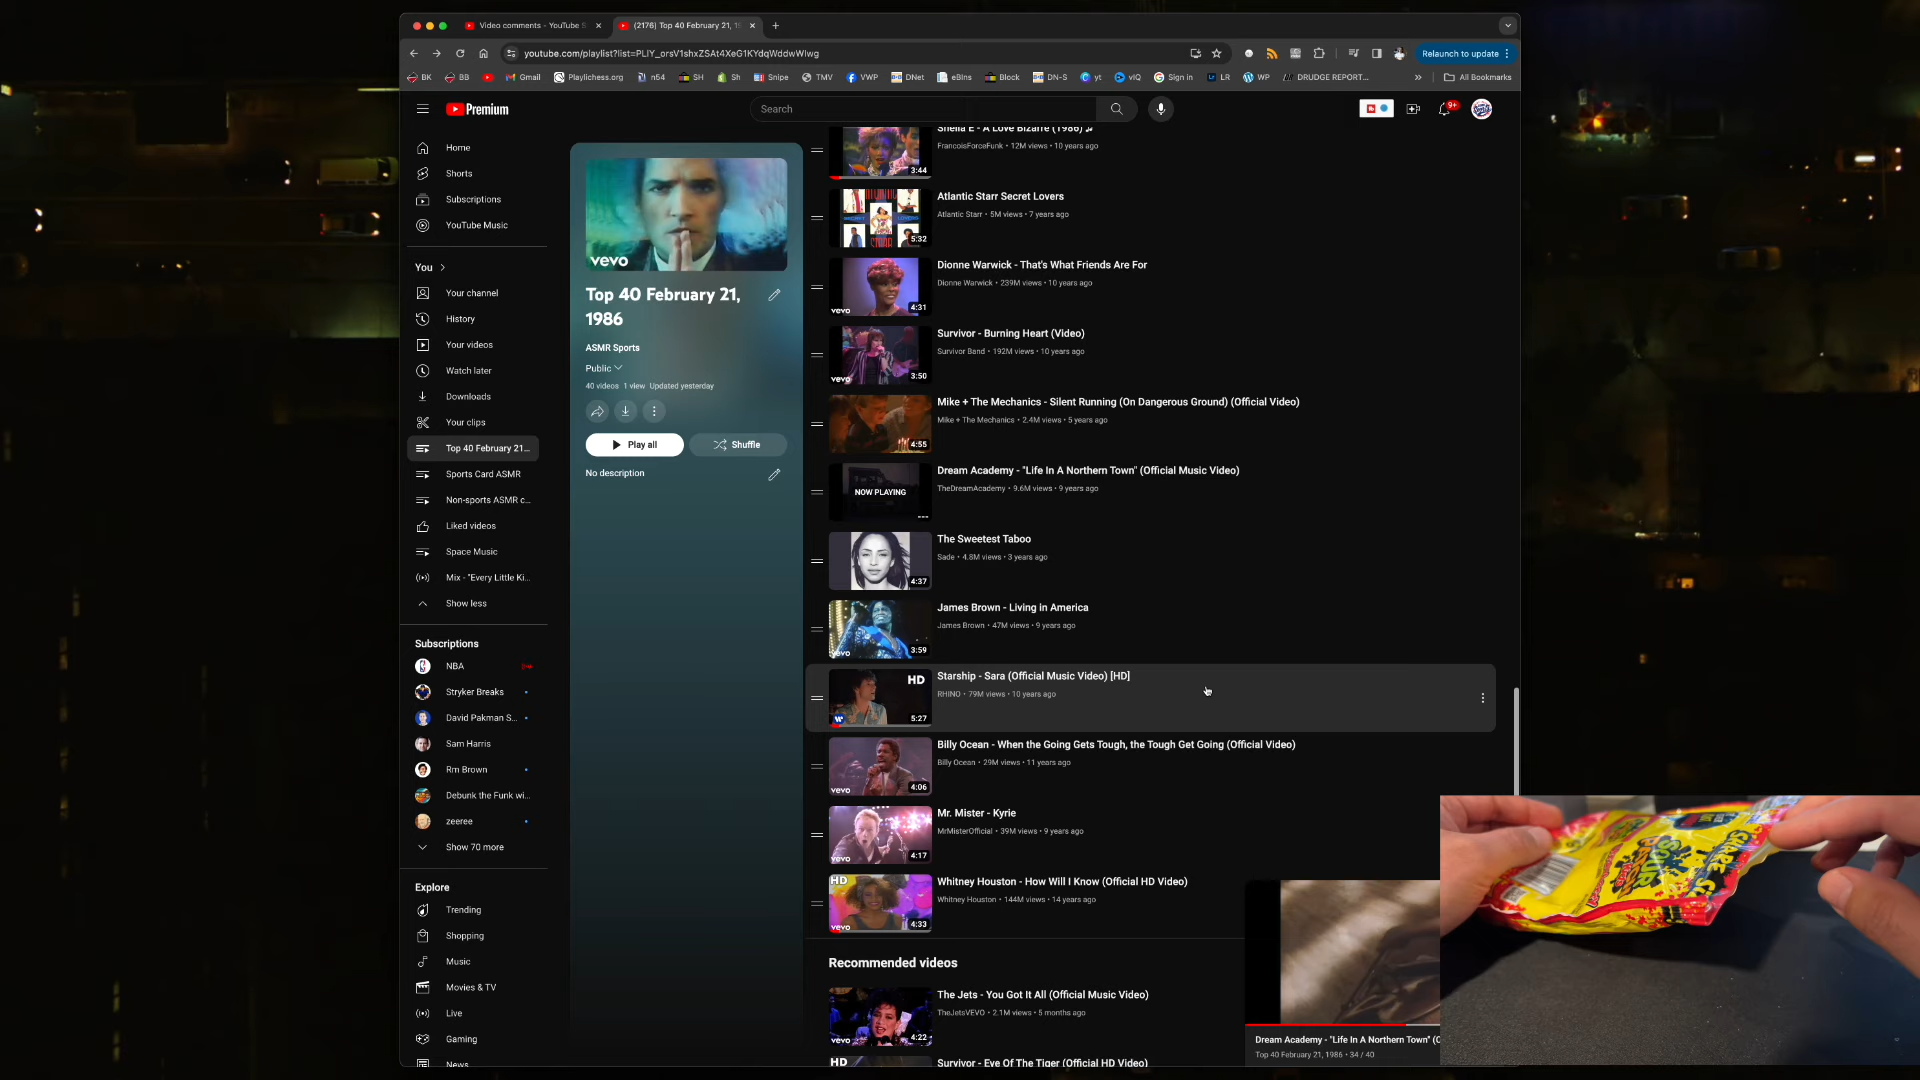 Video comments - YouTube S
(2176) Top 40 February 21, 19
youtube.com/playlist?list=PLlY_orsV1shxZSAt4XeG1KYdqWddwWlwg
Relaunch to update
BK
BB
Gmail
Playlichess.org
n64
SH
Sh
Snipe
TMV
VWP
DNet
eBlns
Block
DN-S
yt
vIQ
Sign in
LR
WP
DRUDGE REPORT...
All Bookmarks
Premium
Search
9+
Home
Shorts
Subscriptions
YouTube Music
You
Your channel
History
Your videos
Watch later
Downloads
Your clips
Top 40 February 21...
Sports Card ASMR
Non-sports ASMR c...
Liked videos
Space Music
Mix - "Every Little Ki...
Show less
Subscriptions
NBA
Stryker Breaks
David Pakman S...
Sam Harris
Rm Brown
Debunk the Funk wi...
zeeree
Show 70 more
Explore
Trending
Shopping
Music
Movies & TV
Live
Gaming
News
vevo
Top 40 February 21,
1986
ASMR Sports
Public
40 videos 1 view Updated yesterday
Play all
Shuffle
No description
Sheila E - A Love Bizarre (1986) ♫
FrancoisForceFunk • 12M views • 10 years ago
3:44
Atlantic Starr Secret Lovers
Atlantic Starr • 5M views • 7 years ago
5:32
Dionne Warwick - That's What Friends Are For
Dionne Warwick • 239M views • 10 years ago
vevo
4:31
Survivor - Burning Heart (Video)
Survivor Band • 192M views • 10 years ago
vevo
3:50
Mike + The Mechanics - Silent Running (On Dangerous Ground) (Official Video)
Mike + The Mechanics • 2.4M views • 5 years ago
4:55
Dream Academy - "Life In A Northern Town" (Official Music Video)
TheDreamAcademy • 9.6M views • 9 years ago
NOW PLAYING
The Sweetest Taboo
Sade • 4.8M views • 3 years ago
4:37
James Brown - Living in America
James Brown • 47M views • 9 years ago
vevo
3:59
Starship - Sara (Official Music Video) [HD]
RHINO • 79M views • 10 years ago
HD
5:27
Billy Ocean - When the Going Gets Tough, the Tough Get Going (Official Video)
Billy Ocean • 29M views • 11 years ago
vevo
4:06
Mr. Mister - Kyrie
MrMisterOfficial • 39M views • 9 years ago
vevo
4:17
Whitney Houston - How Will I Know (Official HD Video)
Whitney Houston • 144M views • 14 years ago
HD
vevo
4:33
Recommended videos
The Jets - You Got It All (Official Music Video)
TheJetsVEVO • 2.1M views • 5 months ago
vevo
4:22
HD
Survivor - Eye Of The Tiger (Official HD Video)
Dream Academy - "Life In A Northern Town" (O
Top 40 February 21, 1986 • 34 / 40
SOUR